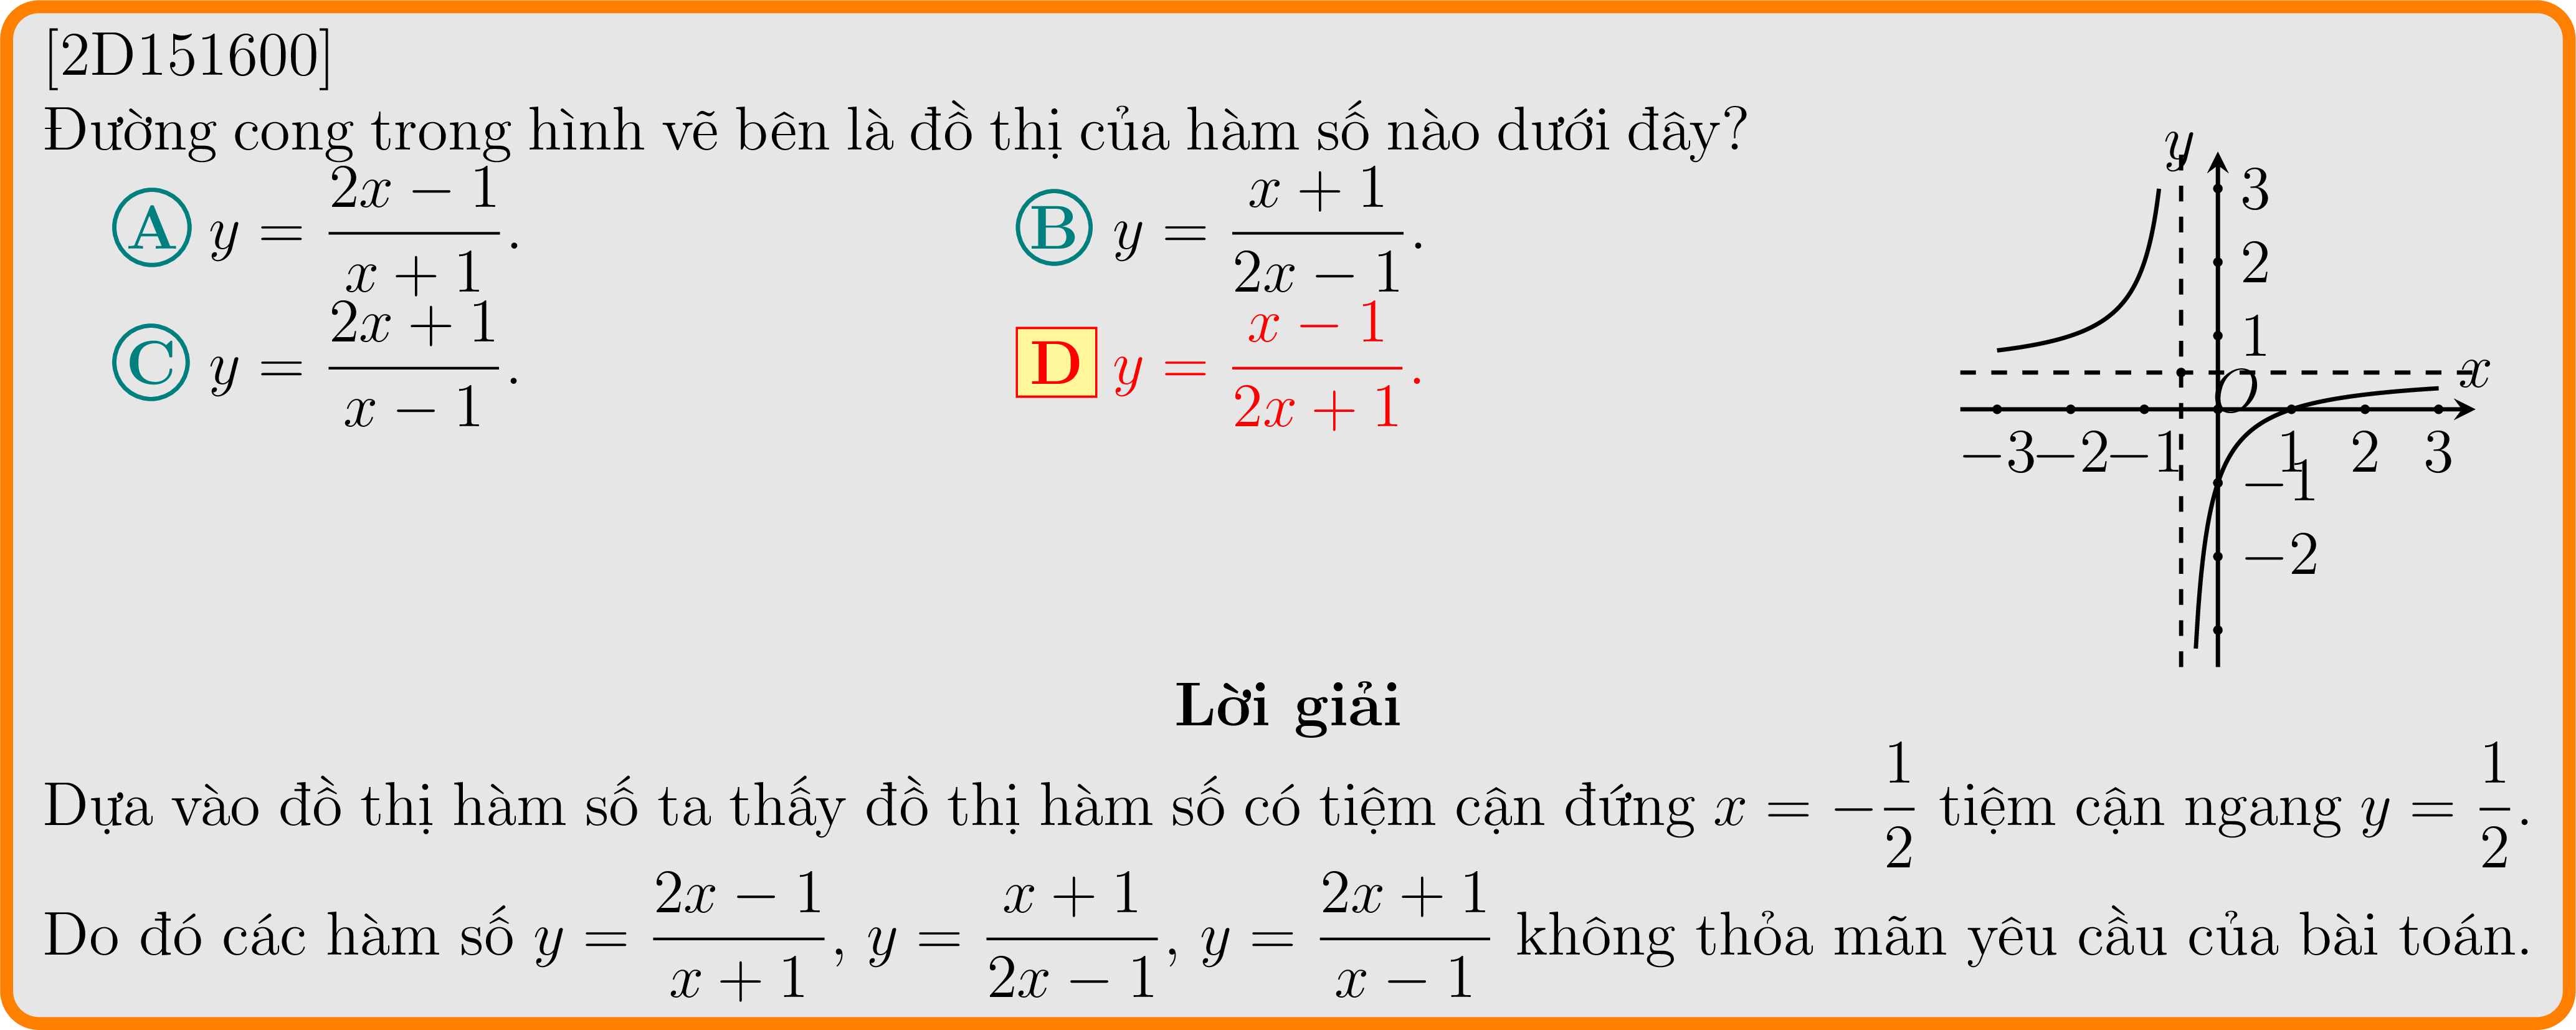 [2D151600]
Đường cong trong hình vẽ bên là đồ thị của hàm số nào dưới đây?
A y = \frac{2x − 1}{x + 1}. B y = \frac{x + 1}{2x − 1}.
C y = \frac{2x + 1}{x − 1}. D y = \frac{x − 1}{2x + 1}.
y
3
2
1
O x
−3 −2 −1 1 2 3
−1
−2
Lời giải
Dựa vào đồ thị hàm số ta thấy đồ thị hàm số có tiệm cận đứng x = −\frac{1}{2} tiệm cận ngang y = \frac{1}{2}.
Do đó các hàm số y = \frac{2x − 1}{x + 1}, y = \frac{x + 1}{2x − 1}, y = \frac{2x + 1}{x − 1} không thỏa mãn yêu cầu của bài toán.